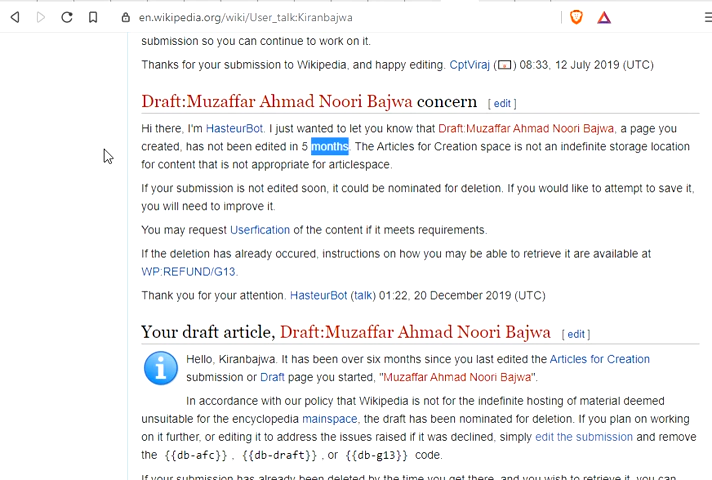 en.wikipedia.org/wiki/User_talk:Kiranbajwa
submission so you can continue to work on it.
Thanks for your submission to Wikipedia, and happy editing. CptViraj () 08:33, 12 July 2019 (UTC)
Draft:Muzaffar Ahmad Noori Bajwa concern [ edit ]
Hi there, I'm HasteurBot. I just wanted to let you know that Draft:Muzaffar Ahmad Noori Bajwa, a page you
created, has not been edited in 5 months. The Articles for Creation space is not an indefinite storage location
for content that is not appropriate for articlespace.
If your submission is not edited soon, it could be nominated for deletion. If you would like to attempt to save it,
you will need to improve it.
You may request Userfication of the content if it meets requirements.
If the deletion has already occured, instructions on how you may be able to retrieve it are available at
WP:REFUND/G13.
Thank you for your attention. HasteurBot (talk) 01:22, 20 December 2019 (UTC)
Your draft article, Draft:Muzaffar Ahmad Noori Bajwa [ edit ]
Hello, Kiranbajwa. It has been over six months since you last edited the Articles for Creation
submission or Draft page you started, "Muzaffar Ahmad Noori Bajwa".
In accordance with our policy that Wikipedia is not for the indefinite hosting of material deemed
unsuitable for the encyclopedia mainspace, the draft has been nominated for deletion. If you plan on working
on it further, or editing it to address the issues raised if it was declined, simply edit the submission and remove
the {{db-afc}}, {{db-draft}}, or {{db-g13}} code.
If your submission has already been deleted by the time you get there, and you wish to retrieve it, you can